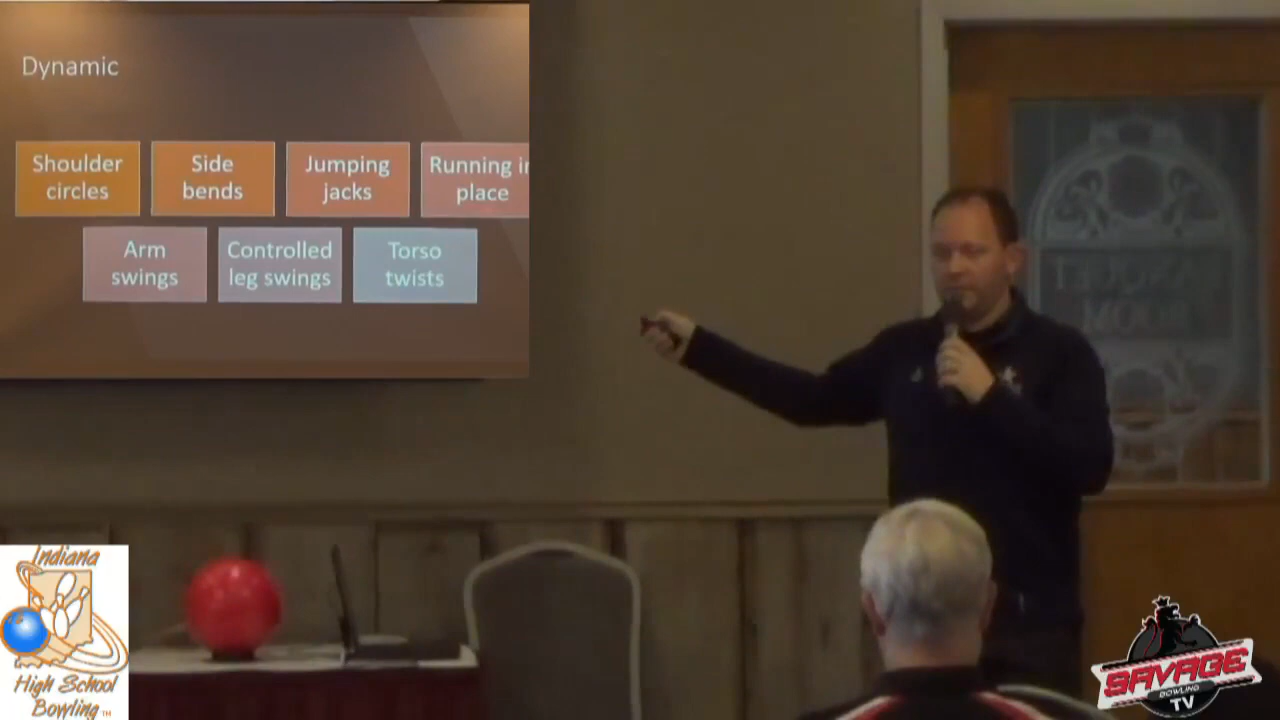 Dynamic
Shoulder
circles
Side
bends
Jumping
jacks
Running in
place
Arm
swings
Controlled
leg swings
Torso
twists
Indiana
High School
Bowling™
SAVAGE
BOWLING
TV